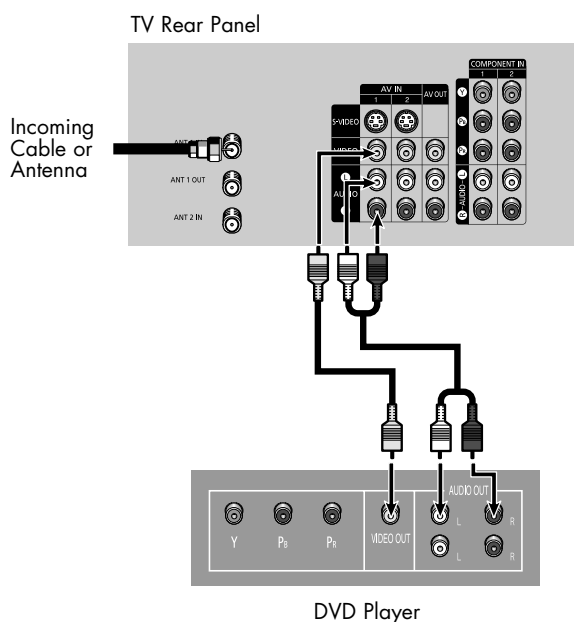 TV Rear Panel
COMPONENT IN
1 2
AV IN
1 2
AV OUT
Y
S-VIDEO
PB
Incoming
Cable or
Antenna
VIDEO
PR
ANT 1 OUT
L
AUDIO
L
AUDIO
R
ANT 2 IN
AUDIO OUT
L R
Y PB PR VIDEO OUT
L R
DVD Player